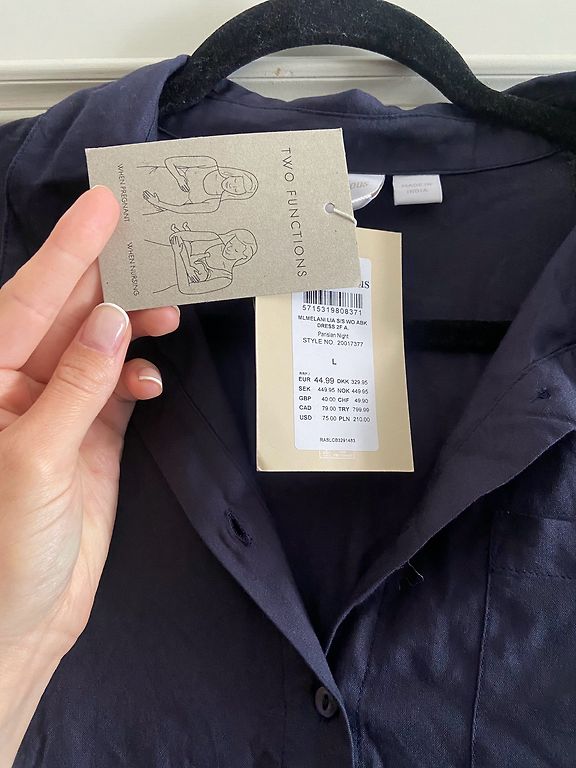 TWO FUNCTIONS
WHEN PREGNANT
WHEN NURSING
MADE IN
INDIA
5715319808371
MLMELANI LIA S/S WO ABK
DRESS 2F A.
Parisian Night
STYLE NO. 20017377
L
RRP /
EUR 44.99 DKK 329.95
SEK 449.95 NOK 449.95
GBP 40.00 CHF 49.90
CAD 79.00 TRY 799.99
USD 75.00 PLN 210.00